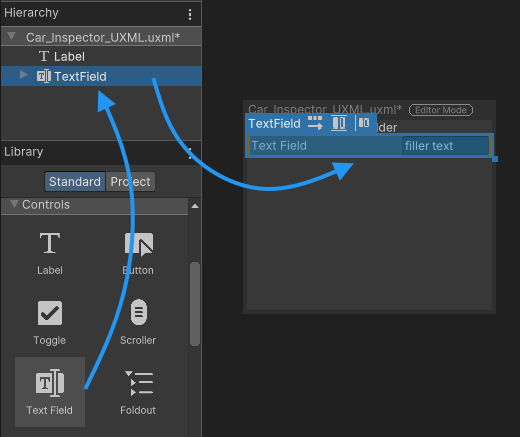 Hierarchy
Car_Inspector_UXML.uxml*
Label
TextField
Library
Standard Project
Controls
Label Button
Toggle Scroller
Text Field Foldout
Car_Inspector_UXML.uxml* Editor Mode
TextField lder
Text Field filler text